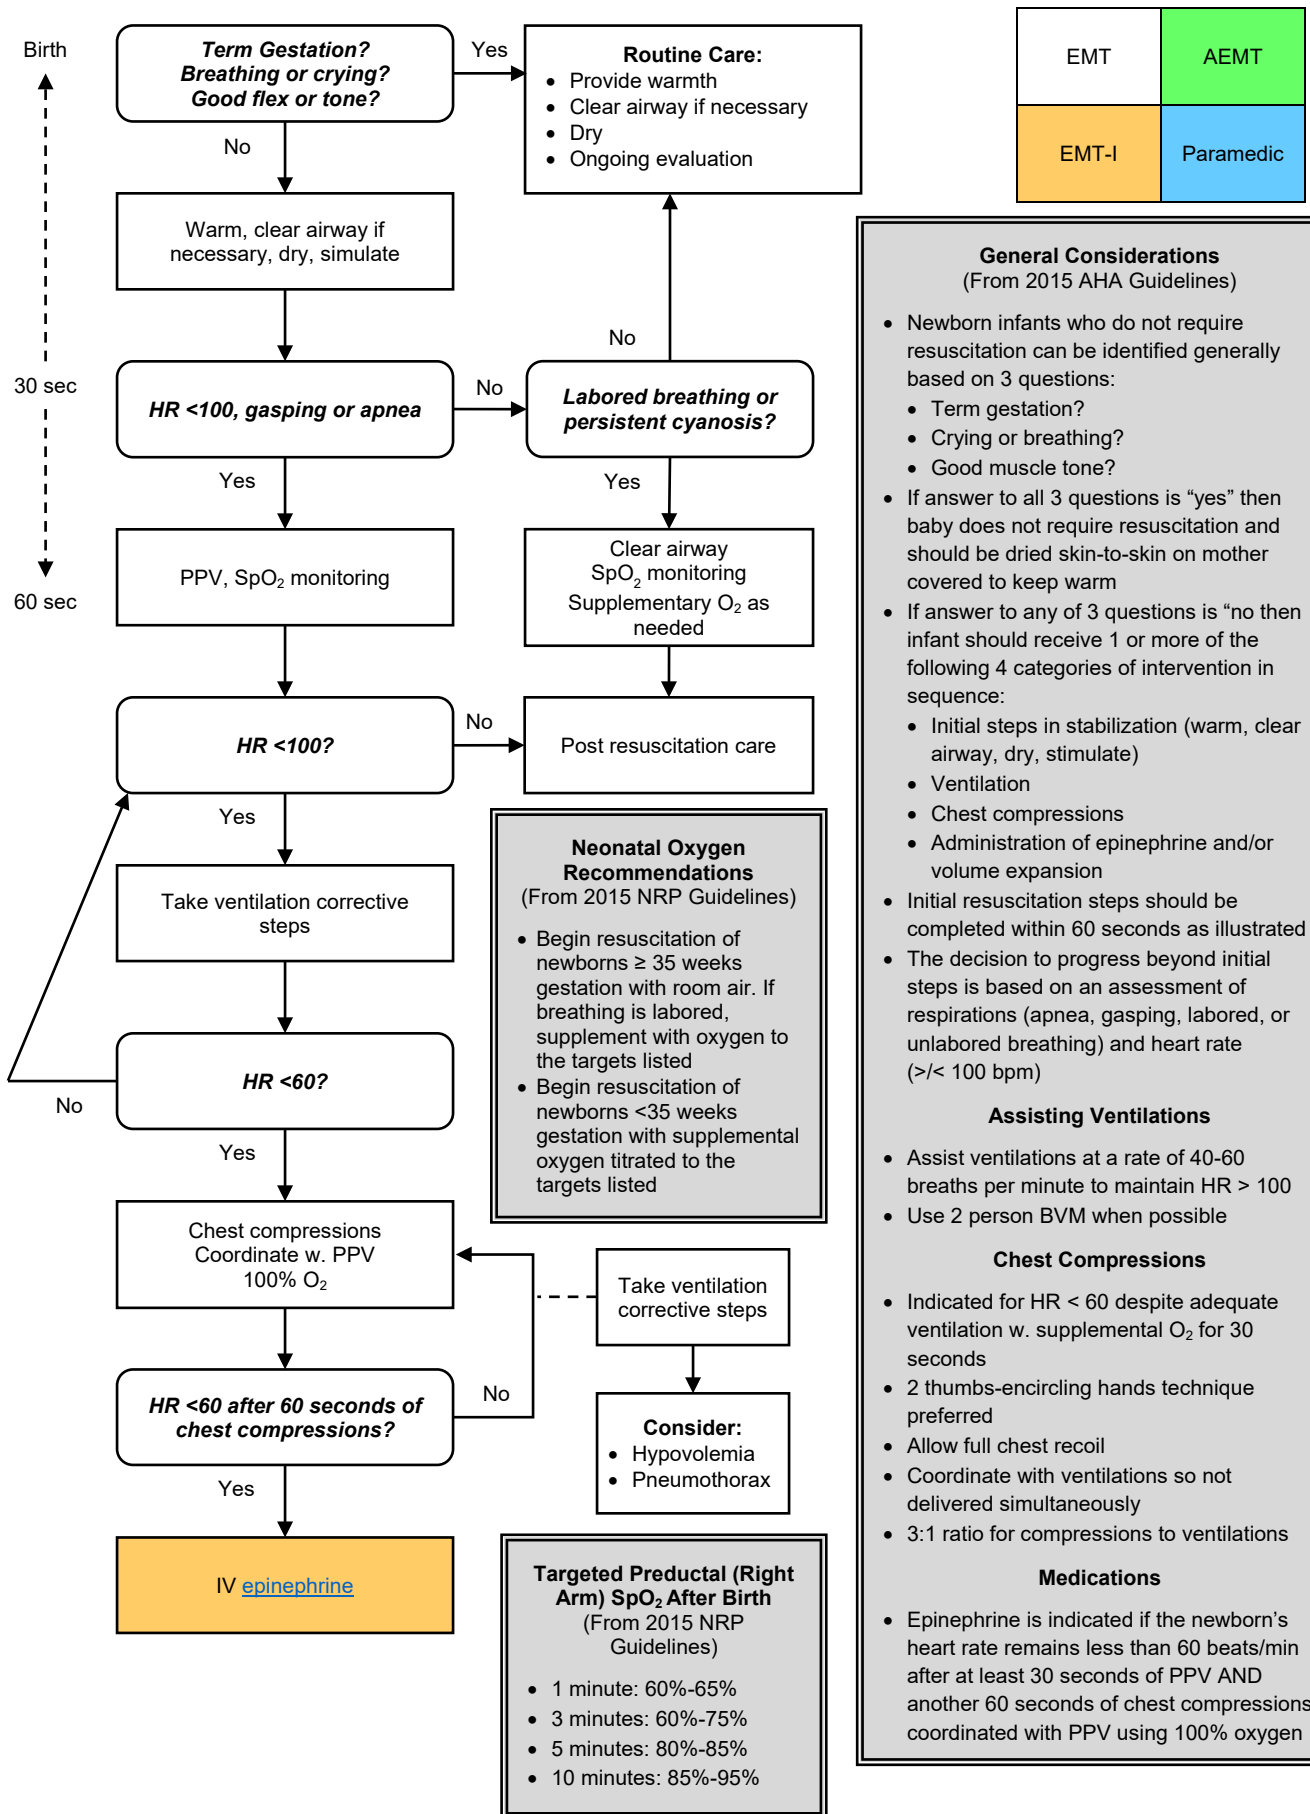 Birth
30 sec
60 sec
Term Gestation?
Breathing or crying?
Good flex or tone?
Yes
Routine Care:
• Provide warmth
• Clear airway if necessary
• Dry
• Ongoing evaluation
EMT
AEMT
EMT-I
Paramedic
No
Warm, clear airway if
necessary, dry, simulate
HR <100, gasping or apnea
No
Labored breathing or
persistent cyanosis?
No
Yes
Yes
PPV, SpO₂ monitoring
Clear airway
SpO₂ monitoring
Supplementary O₂ as
needed
HR <100?
No
Post resuscitation care
Yes
Take ventilation corrective
steps
HR <60?
No
Yes
Chest compressions
Coordinate w. PPV
100% O₂
Take ventilation
corrective steps
HR <60 after 60 seconds of
chest compressions?
No
Consider:
• Hypovolemia
• Pneumothorax
Yes
IV epinephrine
Neonatal Oxygen
Recommendations
(From 2015 NRP Guidelines)
• Begin resuscitation of
newborns ≥ 35 weeks
gestation with room air. If
breathing is labored,
supplement with oxygen to
the targets listed
• Begin resuscitation of
newborns <35 weeks
gestation with supplemental
oxygen titrated to the
targets listed
Targeted Preductal (Right
Arm) SpO₂ After Birth
(From 2015 NRP
Guidelines)
• 1 minute: 60%-65%
• 3 minutes: 60%-75%
• 5 minutes: 80%-85%
• 10 minutes: 85%-95%
General Considerations
(From 2015 AHA Guidelines)
• Newborn infants who do not require
resuscitation can be identified generally
based on 3 questions:
• Term gestation?
• Crying or breathing?
• Good muscle tone?
• If answer to all 3 questions is “yes” then
baby does not require resuscitation and
should be dried skin-to-skin on mother
covered to keep warm
• If answer to any of 3 questions is “no then
infant should receive 1 or more of the
following 4 categories of intervention in
sequence:
• Initial steps in stabilization (warm, clear
airway, dry, stimulate)
• Ventilation
• Chest compressions
• Administration of epinephrine and/or
volume expansion
• Initial resuscitation steps should be
completed within 60 seconds as illustrated
• The decision to progress beyond initial
steps is based on an assessment of
respirations (apnea, gasping, labored, or
unlabored breathing) and heart rate
(>/< 100 bpm)
Assisting Ventilations
• Assist ventilations at a rate of 40-60
breaths per minute to maintain HR > 100
• Use 2 person BVM when possible
Chest Compressions
• Indicated for HR < 60 despite adequate
ventilation w. supplemental O₂ for 30
seconds
• 2 thumbs-encircling hands technique
preferred
• Allow full chest recoil
• Coordinate with ventilations so not
delivered simultaneously
• 3:1 ratio for compressions to ventilations
Medications
• Epinephrine is indicated if the newborn’s
heart rate remains less than 60 beats/min
after at least 30 seconds of PPV AND
another 60 seconds of chest compressions
coordinated with PPV using 100% oxygen